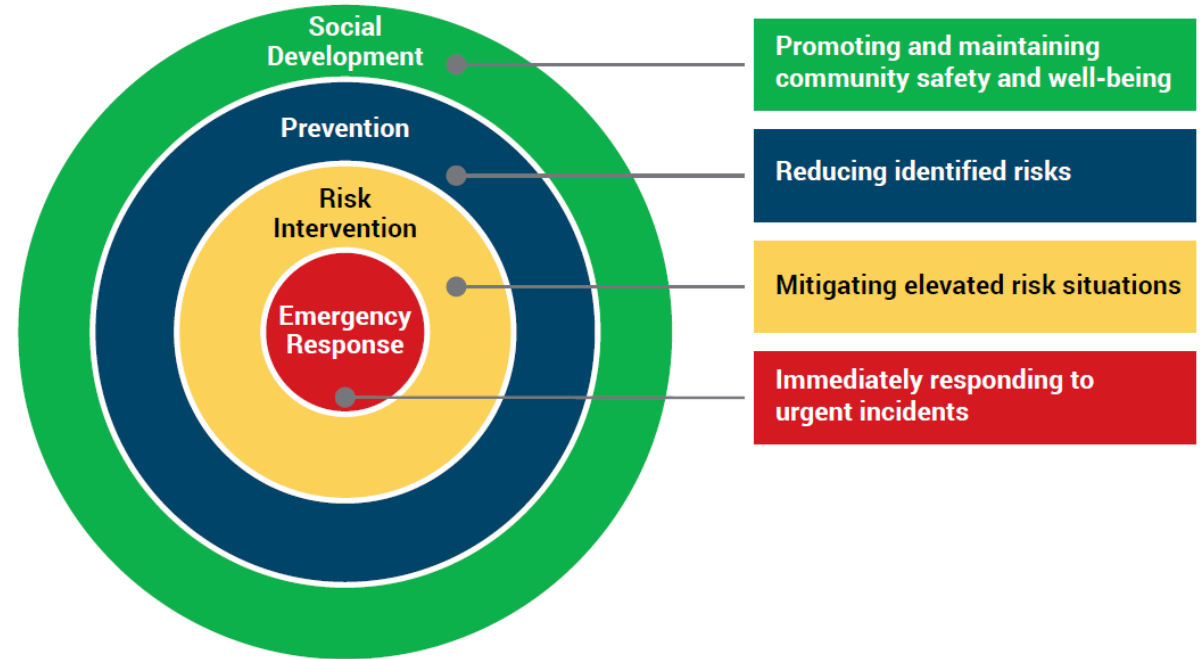 Social
Development
Prevention
Risk
Intervention
Emergency
Response
Promoting and maintaining
community safety and well-being
Reducing identified risks
Mitigating elevated risk situations
Immediately responding to
urgent incidents